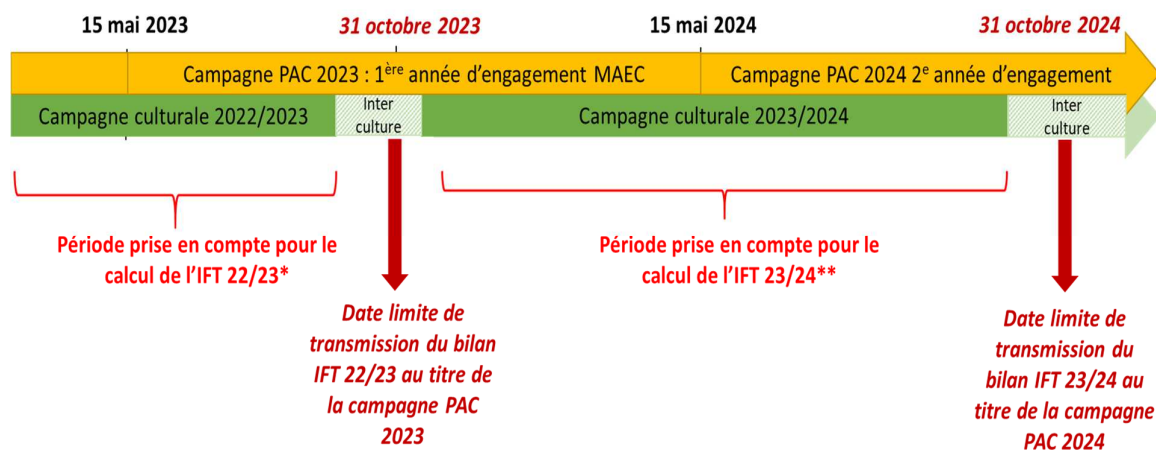 15 mai 2023
31 octobre 2023
15 mai 2024
31 octobre 2024
Campagne PAC 2023 : 1ère année d’engagement MAEC
Campagne PAC 2024 2e année d’engagement
Campagne culturale 2022/2023
Inter
culture
Campagne culturale 2023/2024
Inter
culture
Période prise en compte pour le
calcul de l’IFT 22/23*
Période prise en compte pour le
calcul de l’IFT 23/24**
Date limite de
transmission du bilan
IFT 22/23 au titre de
la campagne PAC
2023
Date limite de
transmission du
bilan IFT 23/24 au
titre de la campagne
PAC 2024